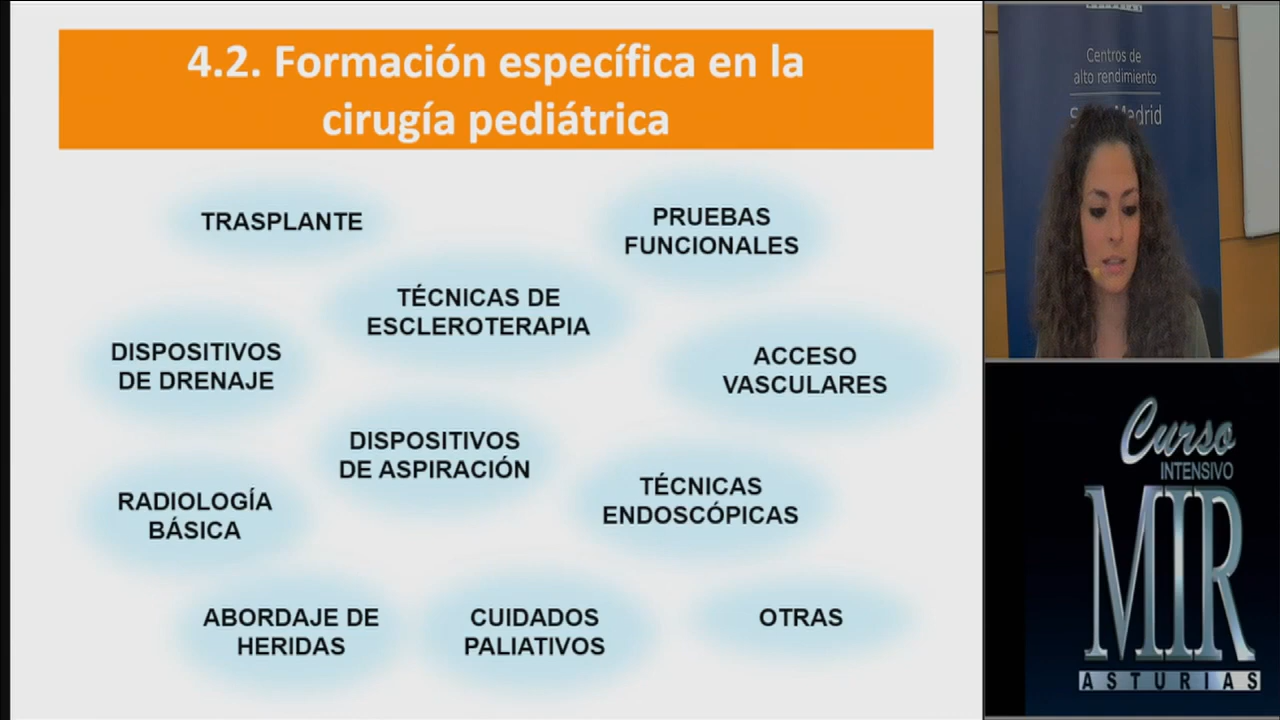 4.2. Formación específica en la
cirugía pediátrica
TRASPLANTE
PRUEBAS
FUNCIONALES
TÉCNICAS DE
ESCLEROTERAPIA
DISPOSITIVOS
DE DRENAJE
ACCESO
VASCULARES
DISPOSITIVOS
DE ASPIRACIÓN
RADIOLOGÍA
BÁSICA
TÉCNICAS
ENDOSCÓPICAS
ABORDAJE DE
HERIDAS
CUIDADOS
PALIATIVOS
OTRAS
Centros de
alto rendimiento
Madrid
Curso
INTENSIVO
MIR
ASTURIAS